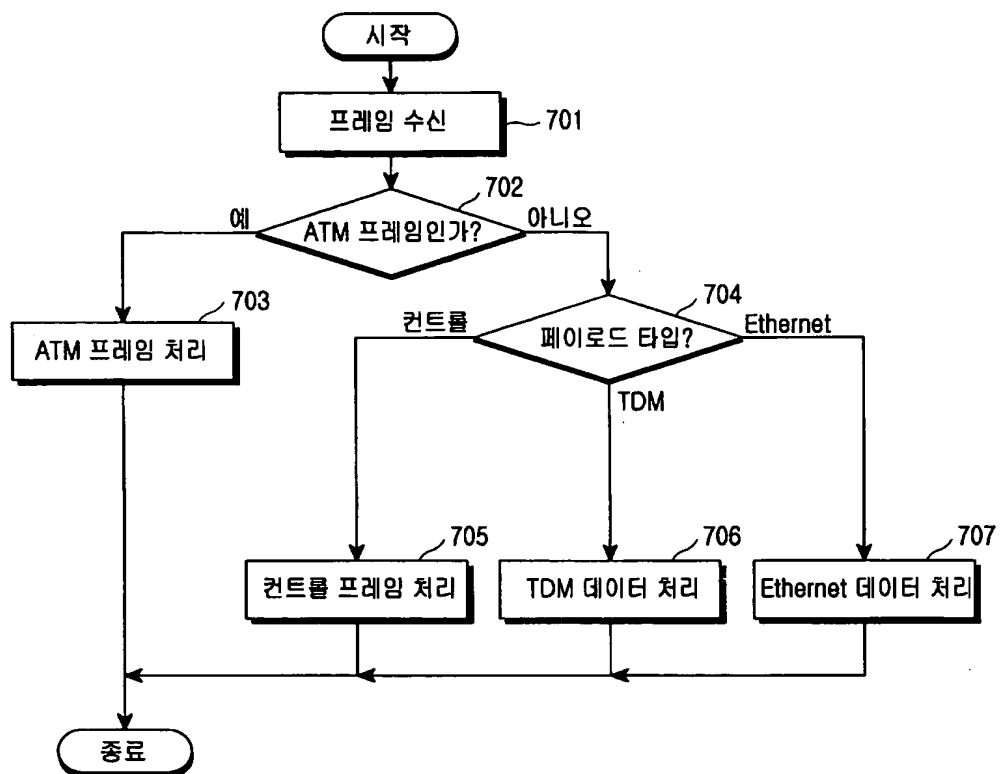 시작
프레임 수신
701
702
예
ATM 프레임인가?
아니오
703
ATM 프레임 처리
704
컨트롤
페이로드 타입?
Ethernet
TDM
705
컨트롤 프레임 처리
706
TDM 데이터 처리
707
Ethernet 데이터 처리
종료